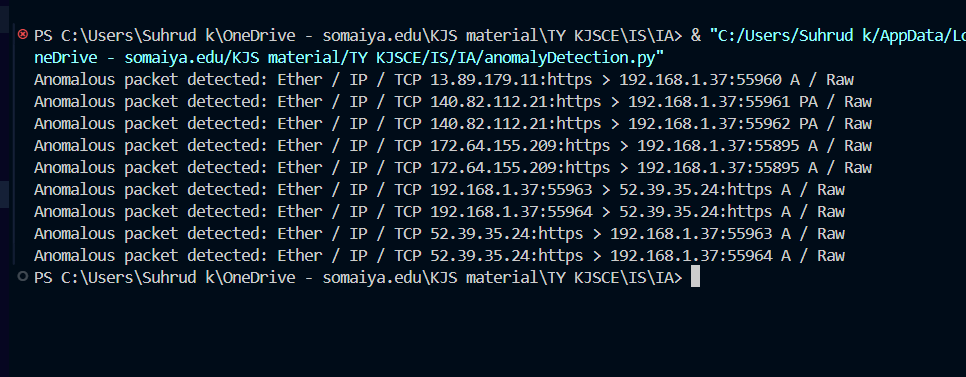 PS C:\Users\Suhrud k\OneDrive - somaiya.edu\KJS material\TY KJSCE\IS\IA> & "C:/Users/Suhrud k/AppData/Lo
neDrive - somaiya.edu/KJS material/TY KJSCE/IS/IA/anomalyDetection.py"
Anomalous packet detected: Ether / IP / TCP 13.89.179.11:https > 192.168.1.37:55960 A / Raw
Anomalous packet detected: Ether / IP / TCP 140.82.112.21:https > 192.168.1.37:55961 PA / Raw
Anomalous packet detected: Ether / IP / TCP 140.82.112.21:https > 192.168.1.37:55962 PA / Raw
Anomalous packet detected: Ether / IP / TCP 172.64.155.209:https > 192.168.1.37:55895 A / Raw
Anomalous packet detected: Ether / IP / TCP 172.64.155.209:https > 192.168.1.37:55895 A / Raw
Anomalous packet detected: Ether / IP / TCP 192.168.1.37:55963 > 52.39.35.24:https A / Raw
Anomalous packet detected: Ether / IP / TCP 192.168.1.37:55964 > 52.39.35.24:https A / Raw
Anomalous packet detected: Ether / IP / TCP 52.39.35.24:https > 192.168.1.37:55963 A / Raw
Anomalous packet detected: Ether / IP / TCP 52.39.35.24:https > 192.168.1.37:55964 A / Raw
PS C:\Users\Suhrud k\OneDrive - somaiya.edu\KJS material\TY KJSCE\IS\IA>